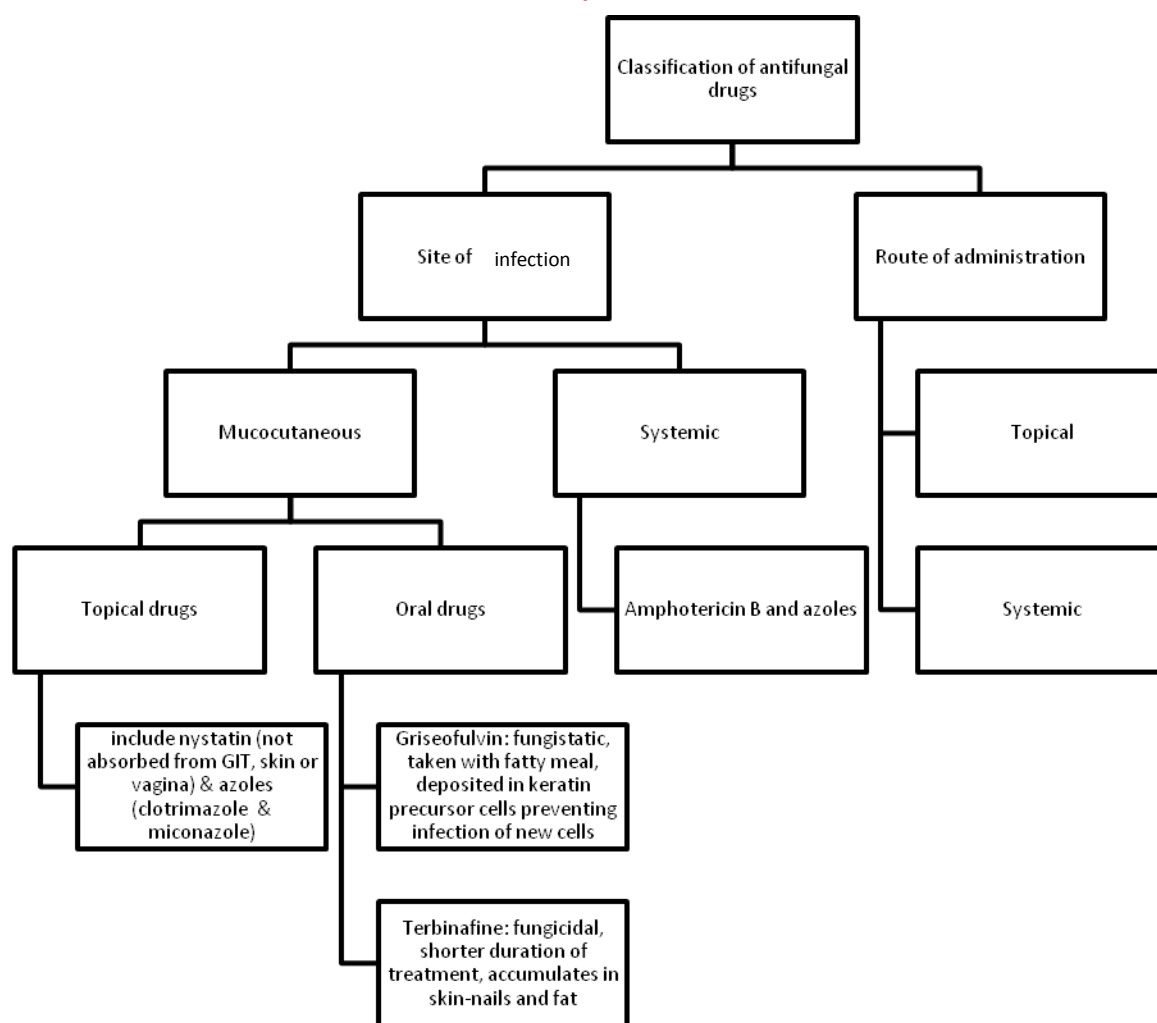 Classification of antifungal
drugs
Site of infection
Route of administration
Mucocutaneous
Systemic
Topical
Topical drugs
Oral drugs
Amphotericin B and azoles
Systemic
include nystatin (not
absorbed from GIT, skin or
vagina) & azoles
(clotrimazole &
miconazole)
Griseofulvin: fungistatic,
taken with fatty meal,
deposited in keratin
precursor cells preventing
infection of new cells
Terbinafine: fungicidal,
shorter duration of
treatment, accumulates in
skin-nails and fat